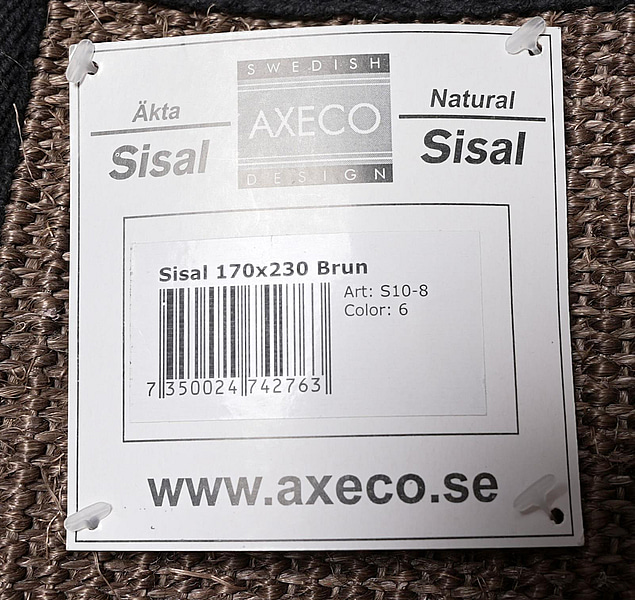 SWEDISH
AXECO
DESIGN
Äkta
Sisal
Natural
Sisal
Sisal 170x230 Brun
Art: S10-8
Color: 6
7 350024 742763
www.axeco.se